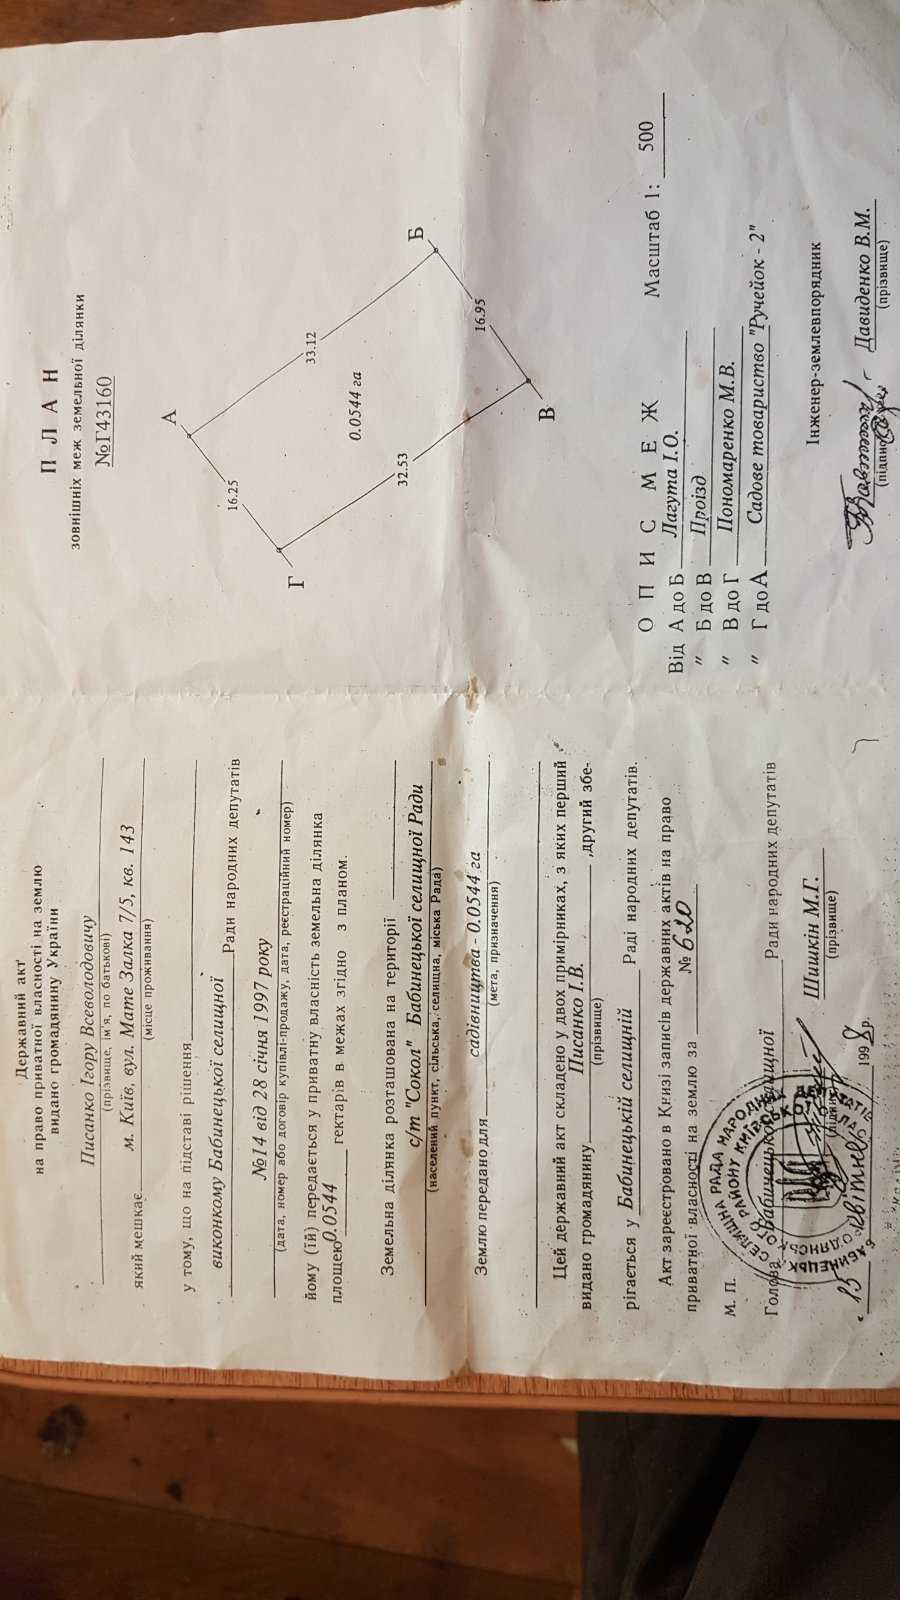 Державний акт
на право приватної власності на землю
видано громадянину України
Писанко Ігору Всеволодовичу
(прізвище, ім'я, по батькові)
який мешкає м. Київ, вул. Мате Залка 7/5, кв. 143
(місце проживання)
у тому, що на підставі рішення
виконкому Бабинецької селищної Ради народних депутатів
№14 від 28 січня 1997 року
(дата, номер або договір купівлі-продажу, дата, реєстраційний номер)
йому (їй) передається у приватну власність земельна ділянка
площею 0.0544 гектарів в межах згідно з планом.
Земельна ділянка розташована на території
с/т "Сокол" Бабинецької селищної Ради
(населений пункт, сільська, селищна, міська Рада)
Землю передано для садівництва - 0.0544 га
(мета, призначення)
Цей державний акт складено у двох примірниках, з яких перший
видано громадянину Писанко І.В. ,другий збе-
(прізвище)
рігається у Бабинецькій селищній Раді народних депутатів.
Акт зареєстровано в Книзі записів державних актів на право
приватної власності на землю за № 620
М. П.
Голова Бабинецької селищної Ради народних депутатів
Шишкін М.Г.
(підпис) (прізвище)
"15 квітня 1998р.
БАБИНЕЦЬКА СЕЛИЩНА РАДА НАРОДНИХ ДЕПУТАТІВ
П Л А Н
зовнішніх меж земельної ділянки
№Г43160
А
Б
В
Г
16.25
33.12
0.0544 га
32.53
16.95
О П И С М Е Ж Масштаб 1: 500
Від А до Б Лагута І.О.
" Б до В Проїзд
" В до Г Пономаренко М.В.
" Г до А Садове товариство "Ручейок - 2"
Інженер-землевпорядник
Давиденко В.М.
(підпис) (прізвище)